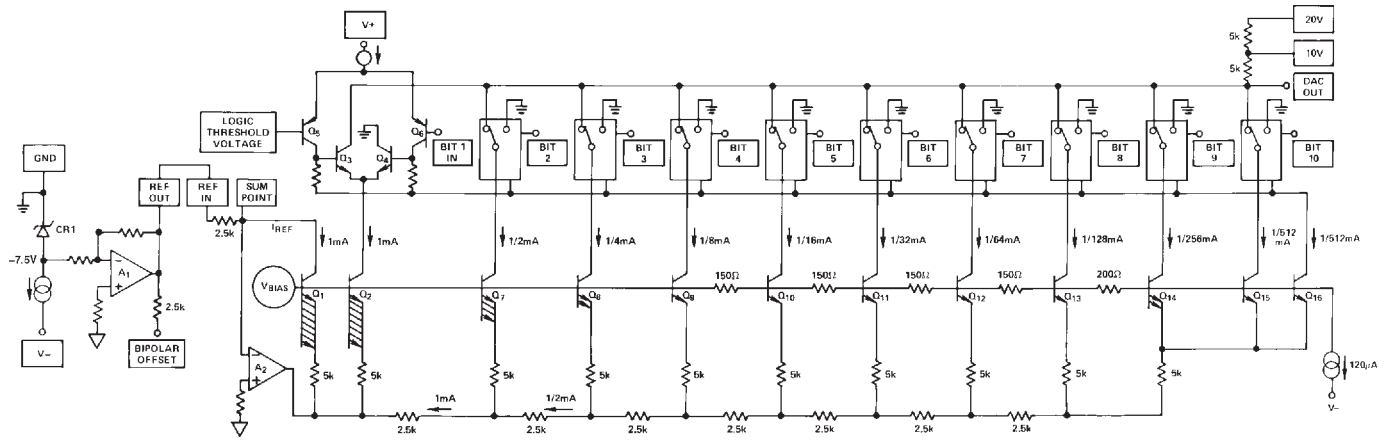 V+
20V
5k
10V
5k
DAC
OUT
LOGIC
THRESHOLD
VOLTAGE
Q5
Q6
Q3
Q4
BIT 1
IN
BIT
2
BIT
3
BIT
4
BIT
5
BIT
6
BIT
7
BIT
8
BIT
9
BIT
10
GND
REF
OUT
REF
IN
SUM
POINT
CR1
2.5k
IREF
1mA
1mA
1/2mA
1/4mA
1/8mA
1/16mA
1/32mA
1/64mA
1/128mA
1/256mA
1/512
mA
1/512mA
−7.5V
A1
VBIAS
150Ω
150Ω
150Ω
150Ω
200Ω
Q1
Q2
Q7
Q8
Q9
Q10
Q11
Q12
Q13
Q14
Q15
Q16
2.5k
V−
BIPOLAR
OFFSET
A2
5k
5k
5k
5k
5k
5k
5k
5k
5k
5k
120μA
V−
1mA
1/2mA
2.5k
2.5k
2.5k
2.5k
2.5k
2.5k
2.5k